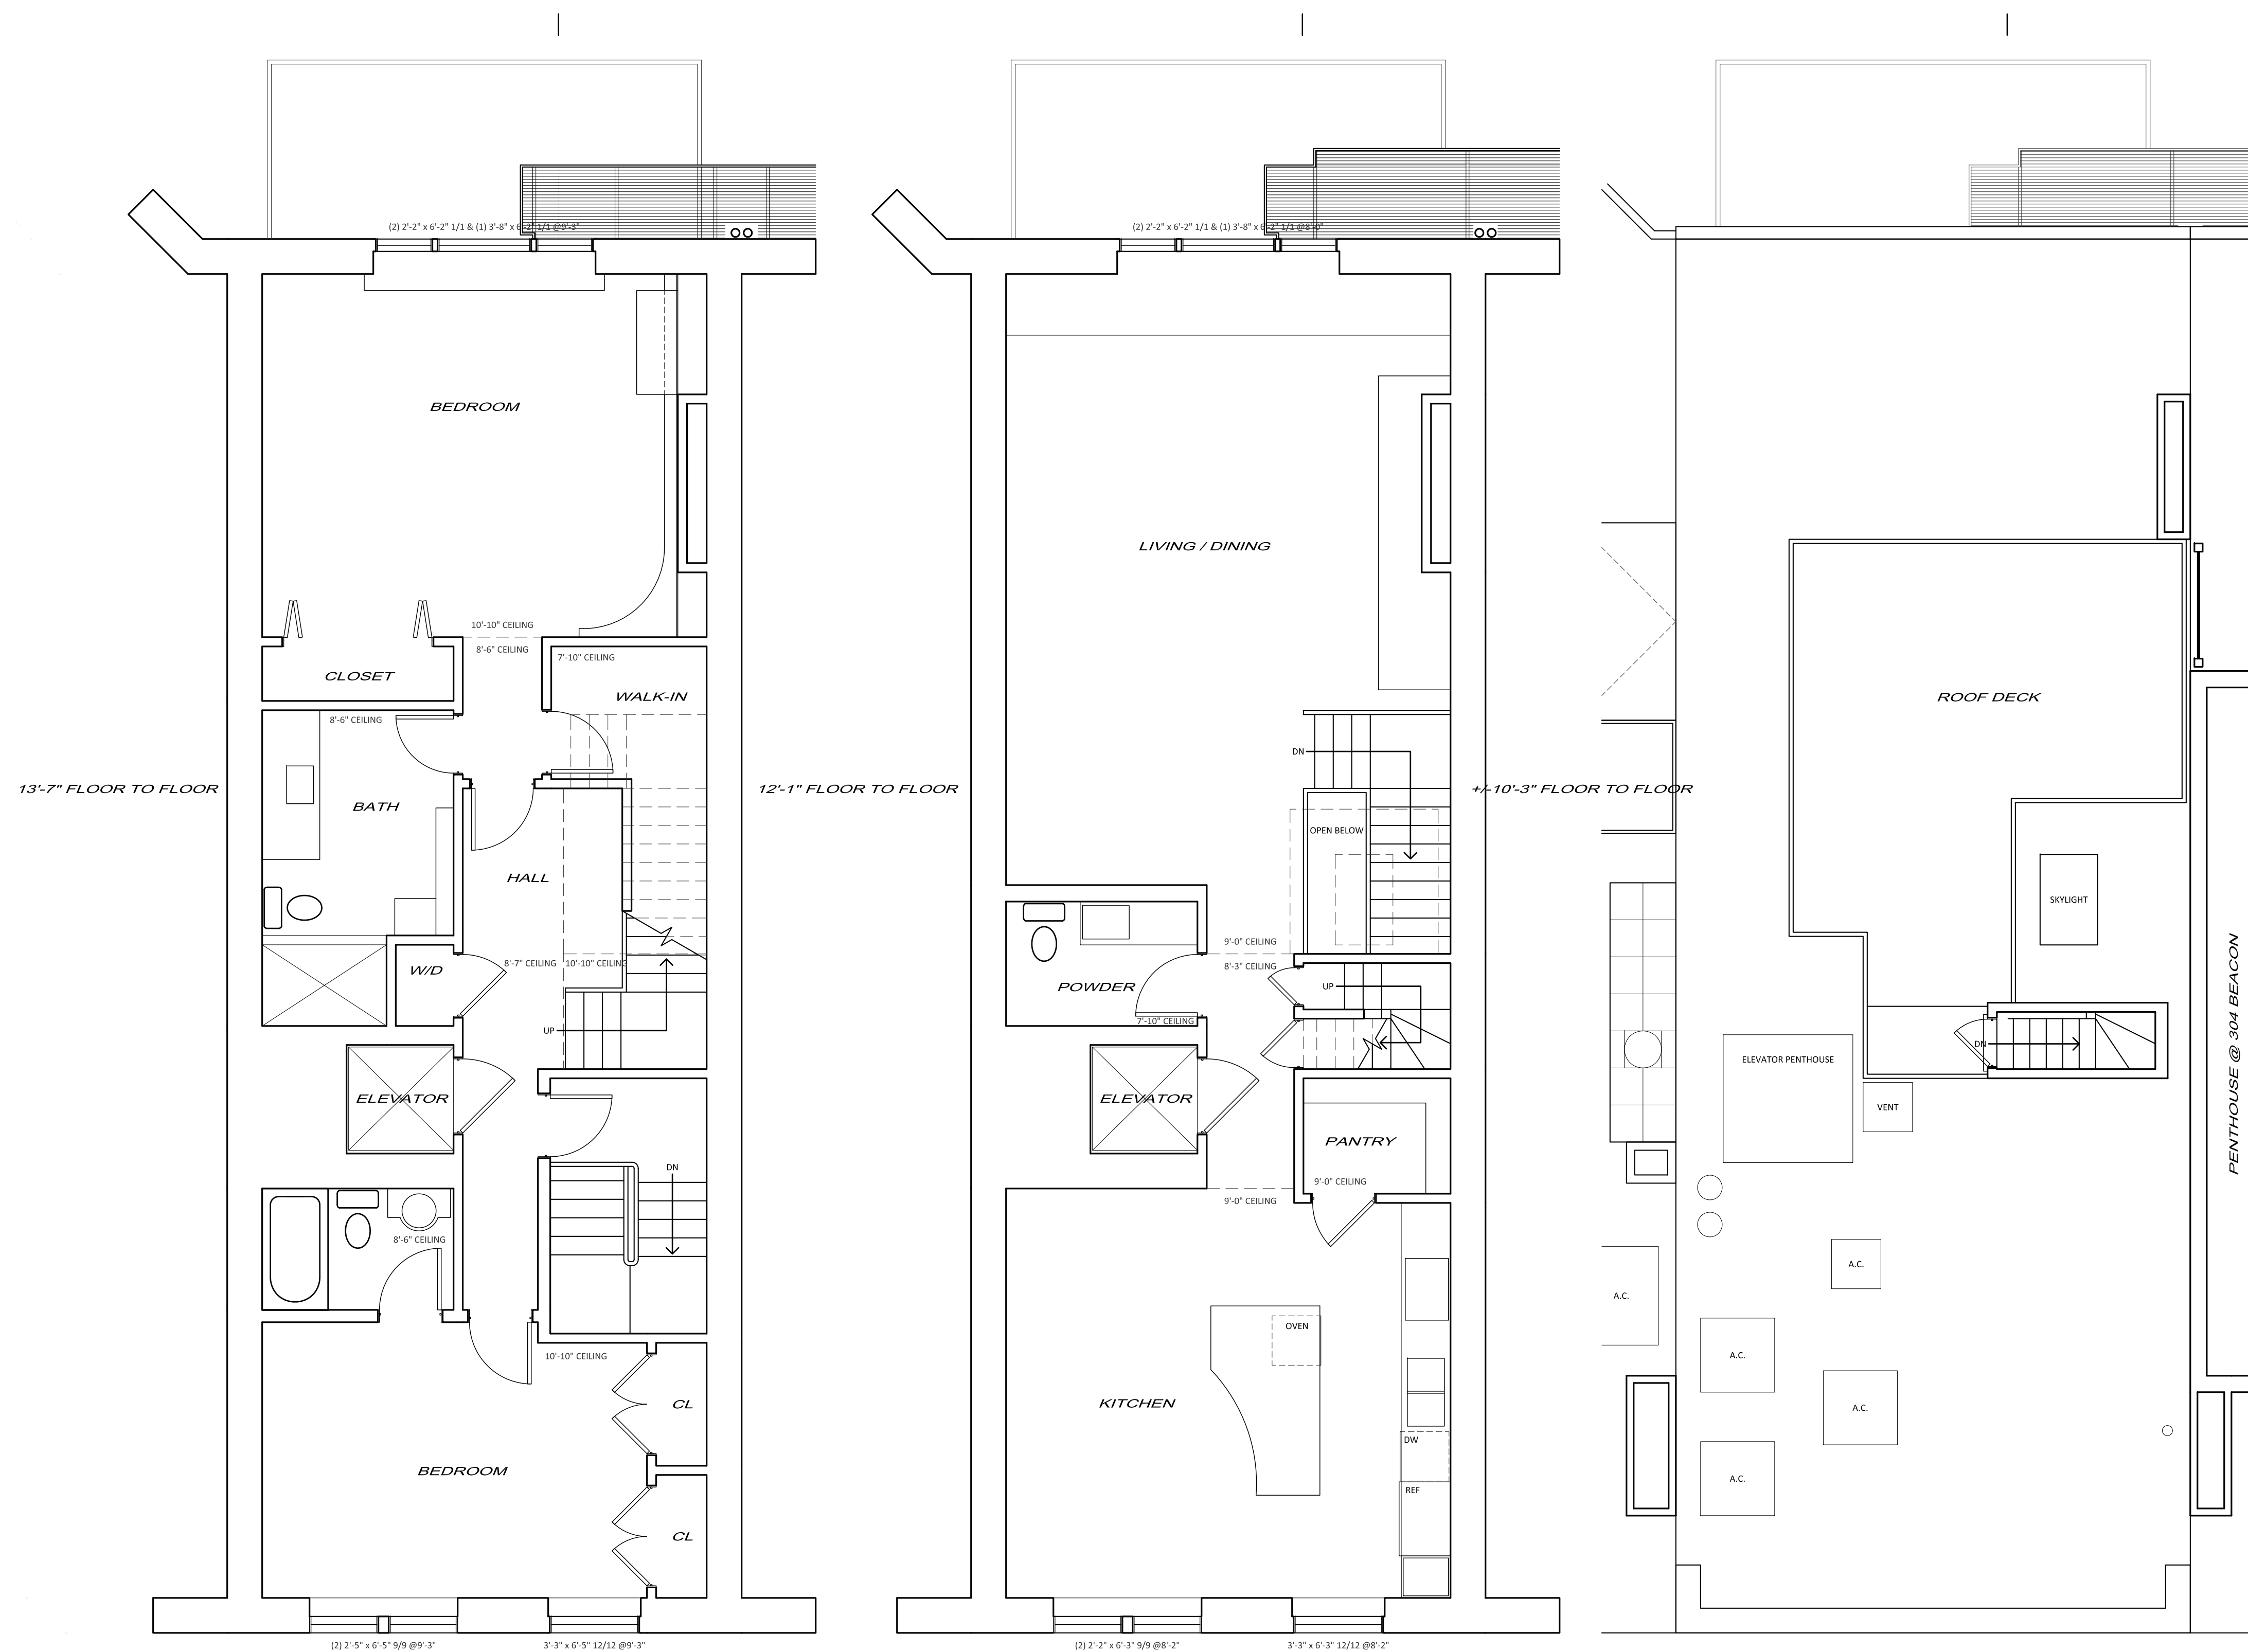 (2) 2'-2" x 6'-2" 1/1 & (1) 3'-8" x 6'-2" 1/1 @9'-3"
BEDROOM
10'-10" CEILING
8'-6" CEILING
7'-10" CEILING
CLOSET
WALK-IN
8'-6" CEILING
13'-7" FLOOR TO FLOOR
BATH
HALL
8'-7" CEILING
10'-10" CEILING
W/D
UP
ELEVATOR
DN
8'-6" CEILING
10'-10" CEILING
CL
BEDROOM
CL
(2) 2'-5" x 6'-5" 9/9 @9'-3"
3'-3" x 6'-5" 12/12 @9'-3"
(2) 2'-2" x 6'-2" 1/1 & (1) 3'-8" x 6'-2" 1/1 @8'-0"
LIVING / DINING
DN
12'-1" FLOOR TO FLOOR
OPEN BELOW
9'-0" CEILING
8'-3" CEILING
POWDER
UP
7'-10" CEILING
ELEVATOR
PANTRY
9'-0" CEILING
9'-0" CEILING
OVEN
KITCHEN
DW
REF
(2) 2'-2" x 6'-3" 9/9 @8'-2"
3'-3" x 6'-3" 12/12 @8'-2"
ROOF DECK
+/-10'-3" FLOOR TO FLOOR
SKYLIGHT
DN
ELEVATOR PENTHOUSE
VENT
PENTHOUSE @ 304 BEACON
A.C.
A.C.
A.C.
A.C.
A.C.